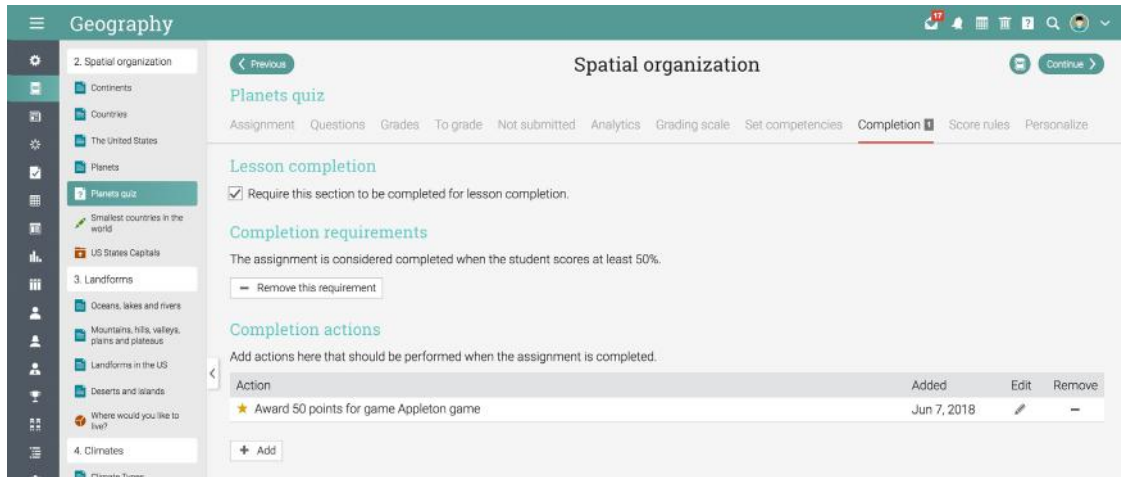 Geography
17
2. Spatial organization
Continents
Countries
The United States
Planets
Planets quiz
Smallest countries in the
world
US States Capitals
3. Landforms
Oceans, lakes and rivers
Mountains, hills, valleys,
plains and plateaus
Landforms in the US
Deserts and islands
Where would you like to
live?
4. Climates
Climate Types
Previous
Spatial organization
Continue
Planets quiz
Assignment Questions Grades To grade Not submitted Analytics Grading scale Set competencies Completion 1 Score rules Personalize
Lesson completion
Require this section to be completed for lesson completion.
Completion requirements
The assignment is considered completed when the student scores at least 50%.
Remove this requirement
Completion actions
Add actions here that should be performed when the assignment is completed.
Action Added Edit Remove
Award 50 points for game Appleton game Jun 7, 2018
Add